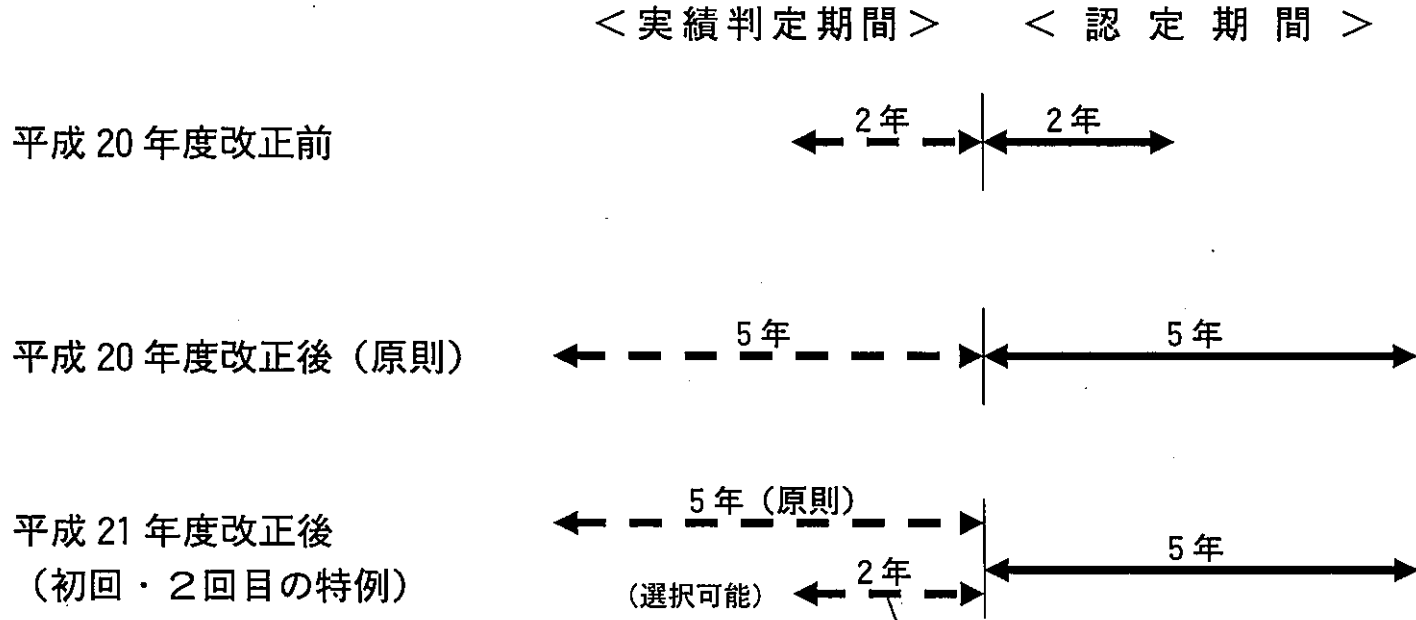 ＜実績判定期間＞ ＜ 認 定 期 間 ＞
平成 20 年度改正前
2 年
2 年
平成 20 年度改正後（原則）
5 年
5 年
平成 21 年度改正後
（初回・２回目の特例）
5 年（原則）
（選択可能）
2 年
5 年